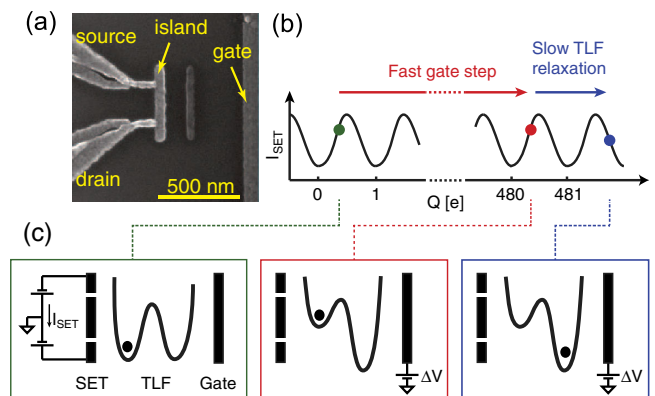 (a)
source
island
gate
drain
500 nm
(b)
Fast gate step
Slow TLF
relaxation
I_SET
0
1
480
481
Q [e]
(c)
I_SET
SET
TLF
Gate
ΔV
ΔV